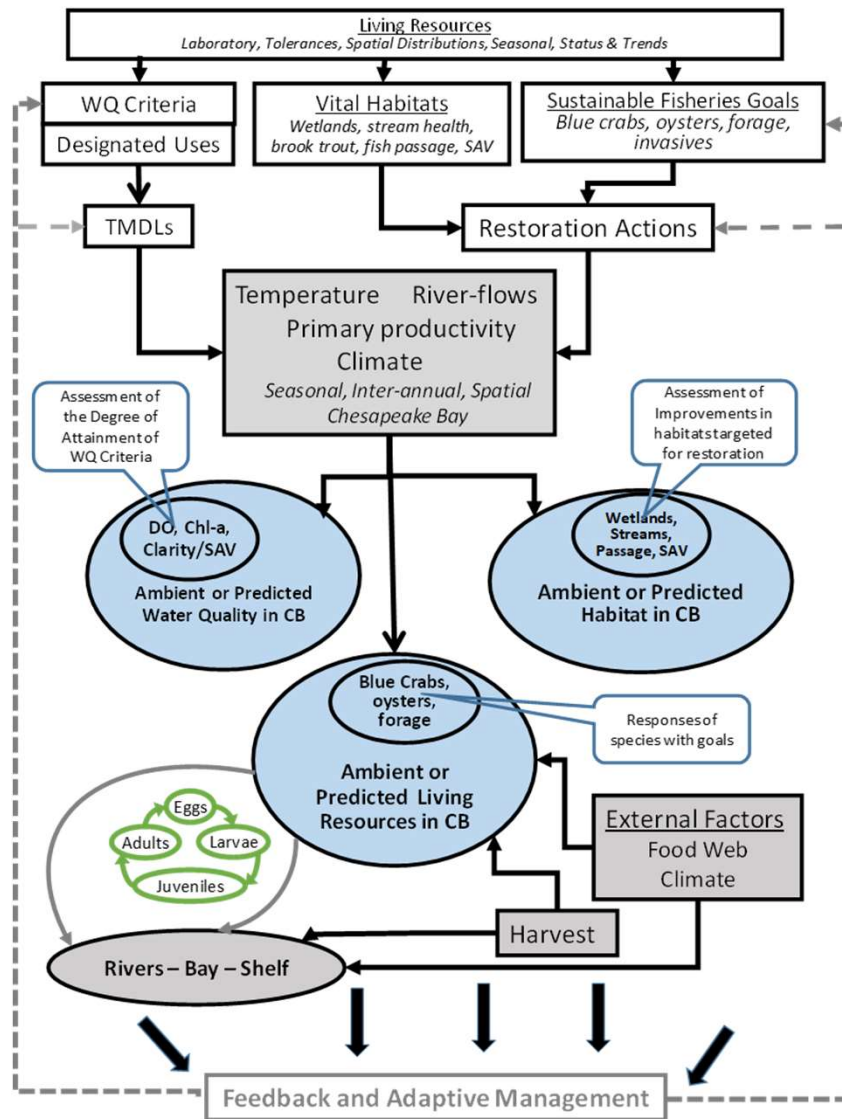 Living Resources
Laboratory, Tolerances, Spatial Distributions, Seasonal, Status & Trends
WQ Criteria
Designated Uses
Vital Habitats
Wetlands, stream health,
brook trout, fish passage, SAV
Sustainable Fisheries Goals
Blue crabs, oysters, forage,
invasives
TMDLs
Restoration Actions
Temperature River-flows
Primary productivity
Climate
Seasonal, Inter-annual, Spatial
Chesapeake Bay
Assessment of
the Degree of
Attainment of
WQ Criteria
Assessment of
Improvements in
habitats targeted
for restoration
DO, Chl-a,
Clarity/SAV
Ambient or Predicted
Water Quality in CB
Wetlands,
Streams,
Passage, SAV
Ambient or Predicted
Habitat in CB
Blue Crabs,
oysters,
forage
Ambient or
Predicted Living
Resources in CB
Responses of
species with goals
Eggs
Adults
Larvae
Juveniles
External Factors
Food Web
Climate
Harvest
Rivers – Bay – Shelf
Feedback and Adaptive Management